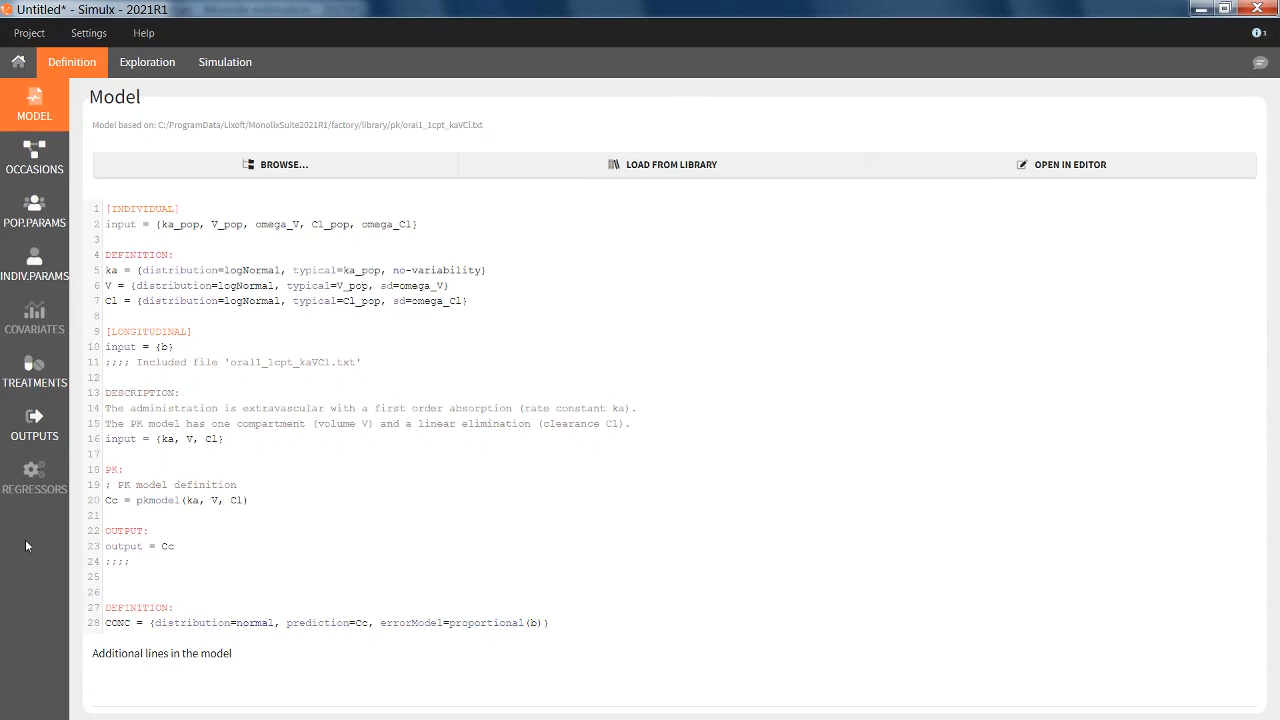 Untitled* - Simulx - 2021R1
Project Settings Help
1
Definition Exploration Simulation
MODEL
OCCASIONS
POP.PARAMS
INDIV.PARAMS
COVARIATES
TREATMENTS
OUTPUTS
REGRESSORS
Model
Model based on: C:/ProgramData/Lixoft/MonolixSuite2021R1/factory/library/pk/oral1_1cpt_kaVCl.txt
BROWSE... LOAD FROM LIBRARY OPEN IN EDITOR
1 [INDIVIDUAL]
2 input = {ka_pop, V_pop, omega_V, Cl_pop, omega_Cl}
3
4 DEFINITION:
5 ka = {distribution=logNormal, typical=ka_pop, no-variability}
6 V = {distribution=logNormal, typical=V_pop, sd=omega_V}
7 Cl = {distribution=logNormal, typical=Cl_pop, sd=omega_Cl}
8
9 [LONGITUDINAL]
10 input = {b}
11 ;;;; Included file 'oral1_1cpt_kaVCl.txt'
12
13 DESCRIPTION:
14 The administration is extravascular with a first order absorption (rate constant ka).
15 The PK model has one compartment (volume V) and a linear elimination (clearance Cl).
16 input = {ka, V, Cl}
17
18 PK:
19 ; PK model definition
20 Cc = pkmodel(ka, V, Cl)
21
22 OUTPUT:
23 output = Cc
24 ;;;;
25
26
27 DEFINITION:
28 CONC = {distribution=normal, prediction=Cc, errorModel=proportional(b)}
Additional lines in the model